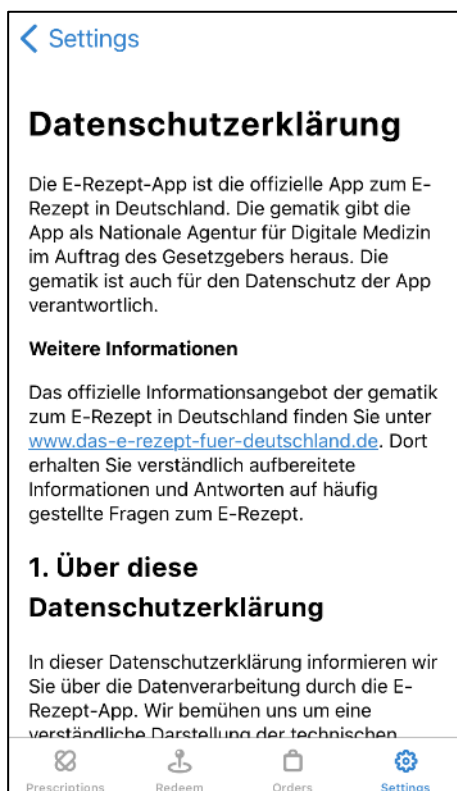 Settings
Datenschutzerklärung
Die E-Rezept-App ist die offizielle App zum E-
Rezept in Deutschland. Die gematik gibt die
App als Nationale Agentur für Digitale Medizin
im Auftrag des Gesetzgebers heraus. Die
gematik ist auch für den Datenschutz der App
verantwortlich.
Weitere Informationen
Das offizielle Informationsangebot der gematik
zum E-Rezept in Deutschland finden Sie unter
www.das-e-rezept-fuer-deutschland.de. Dort
erhalten Sie verständlich aufbereitete
Informationen und Antworten auf häufig
gestellte Fragen zum E-Rezept.
1. Über diese
Datenschutzerklärung
In dieser Datenschutzerklärung informieren wir
Sie über die Datenverarbeitung durch die E-
Rezept-App. Wir bemühen uns um eine
verständliche Darstellung der technischen
Prescriptions Redeem Orders Settings